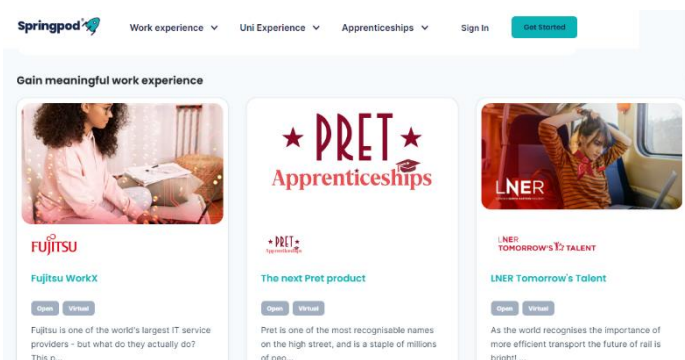 Springpod
Work experience
Uni Experience
Apprenticeships
Sign In
Get Started
Gain meaningful work experience
PRET
Apprenticeships
LNER
FUJITSU
PRET
Apprenticeships
LNER
TOMORROW'S TALENT
Fujitsu WorkX
The next Pret product
LNER Tomorrow's Talent
Open
Virtual
Open
Virtual
Open
Virtual
Fujitsu is one of the world's largest IT service
providers - but what do they actually do?
This p...
Pret is one of the most recognisable names
on the high street, and is a staple of millions
of peo...
As the world recognises the importance of
more efficient transport the future of rail is
bright!...